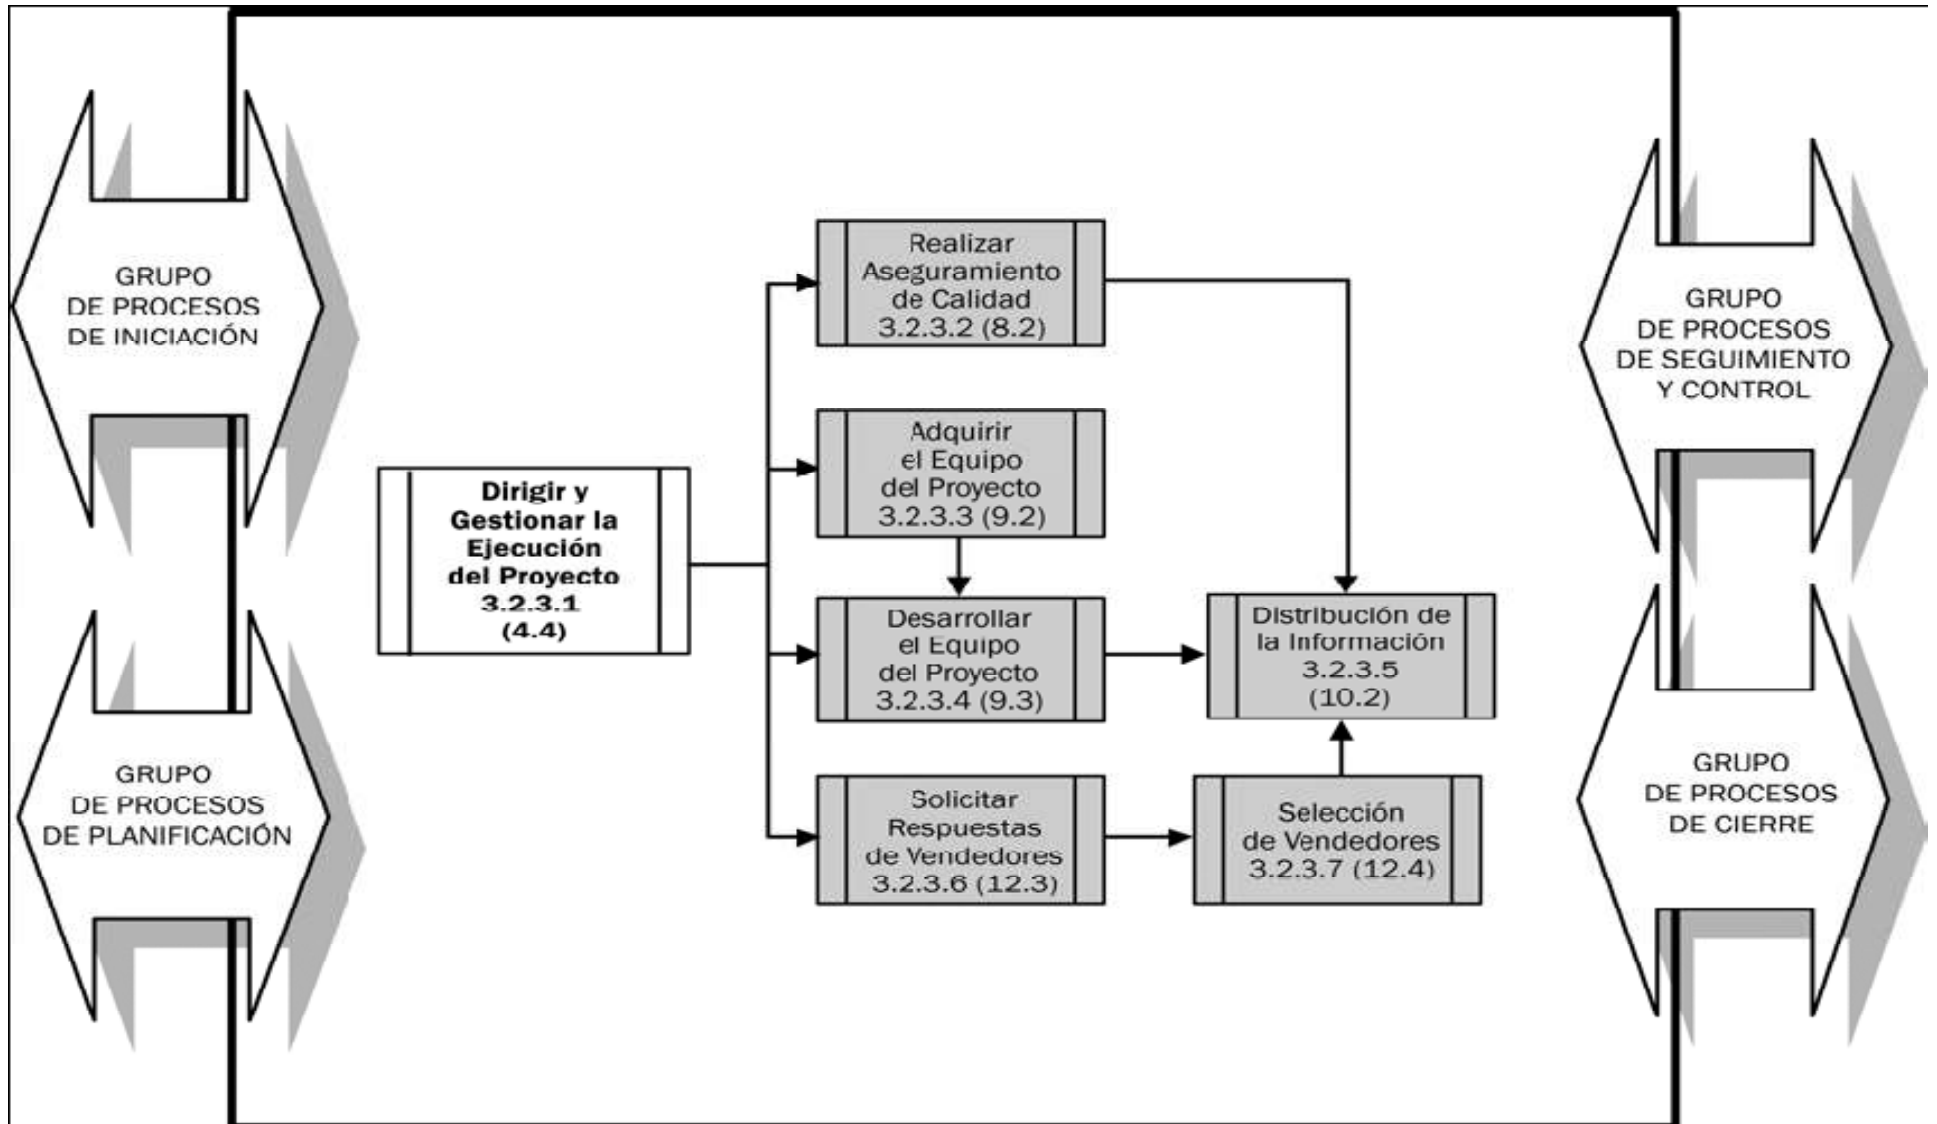 GRUPO
DE PROCESOS
DE INICIACIÓN
GRUPO
DE PROCESOS
DE PLANIFICACIÓN
Dirigir y
Gestionar la
Ejecución
del Proyecto
3.2.3.1
(4.4)
Realizar
Aseguramiento
de Calidad
3.2.3.2 (8.2)
Adquirir
el Equipo
del Proyecto
3.2.3.3 (9.2)
Desarrollar
el Equipo
del Proyecto
3.2.3.4 (9.3)
Solicitar
Respuestas
de Vendedores
3.2.3.6 (12.3)
Distribución de
la Información
3.2.3.5
(10.2)
Selección
de Vendedores
3.2.3.7 (12.4)
GRUPO
DE PROCESOS
DE SEGUIMIENTO
Y CONTROL
GRUPO
DE PROCESOS
DE CIERRE